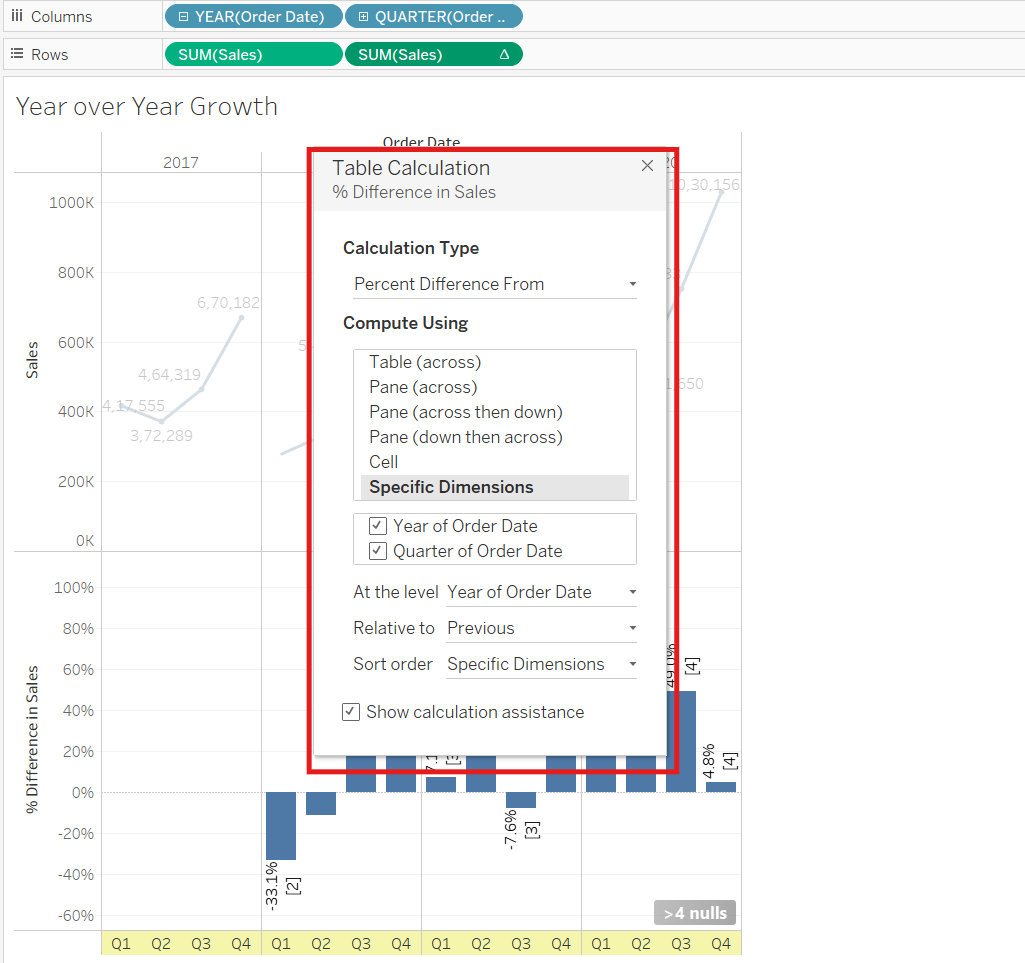 Columns YEAR(Order Date) QUARTER(Order ..
Rows SUM(Sales) SUM(Sales) Δ
Year over Year Growth
Order Date
2017
Sales
1000K
800K
600K
400K
200K
0K
6,70,182
4,64,319
4,17,555
3,72,289
10,30,156
Table Calculation
% Difference in Sales
Calculation Type
Percent Difference From
Compute Using
Table (across)
Pane (across)
Pane (across then down)
Pane (down then across)
Cell
Specific Dimensions
Year of Order Date
Quarter of Order Date
At the level Year of Order Date
Relative to Previous
Sort order Specific Dimensions
Show calculation assistance
% Difference in Sales
100%
80%
60%
40%
20%
0%
-20%
-40%
-60%
-33.1%
[2]
-7.6%
[3]
49.0%
[4]
4.8%
[4]
>4 nulls
Q1 Q2 Q3 Q4 Q1 Q2 Q3 Q4 Q1 Q2 Q3 Q4 Q1 Q2 Q3 Q4